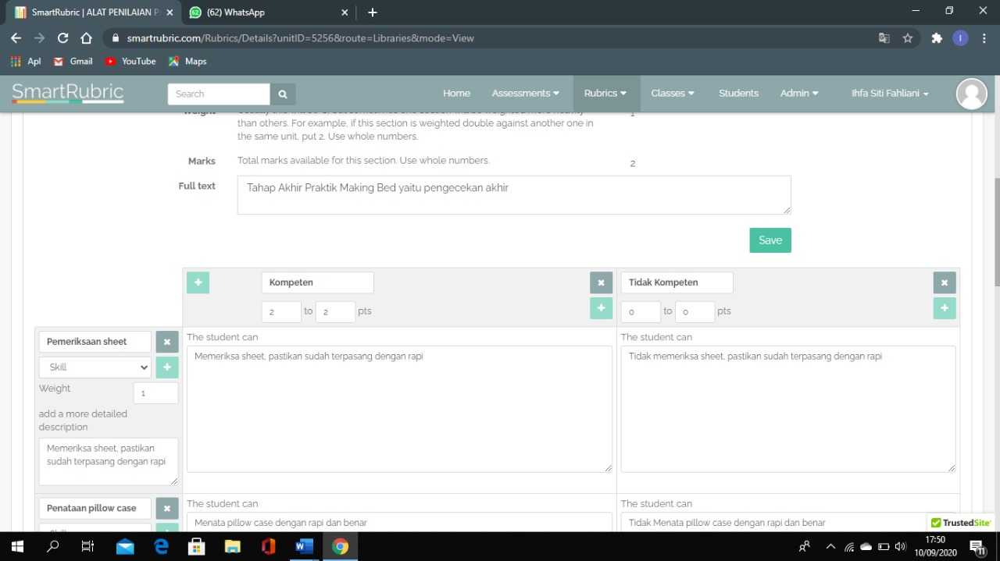 SmartRubric | ALAT PENILAIAN P
(62) WhatsApp
smartrubric.com/Rubrics/Details?unitID=5256&route=Libraries&mode=View
Apl Gmail YouTube Maps
SmartRubric Search Home Assessments Rubrics Classes Students Admin Ihfa Siti Fahliani
than others. For example, if this section is weighted double against another one in
the same unit, put 2. Use whole numbers.
Marks Total marks available for this section. Use whole numbers. 2
Full text Tahap Akhir Praktik Making Bed yaitu pengecekan akhir
Save
Kompeten Tidak Kompeten
2 to 2 pts 0 to 0 pts
Pemeriksaan sheet
Skill
Weight 1
add a more detailed
description
Memeriksa sheet, pastikan
sudah terpasang dengan rapi
The student can
Memeriksa sheet, pastikan sudah terpasang dengan rapi
The student can
Tidak memeriksa sheet, pastikan sudah terpasang dengan rapi
Penataan pillow case
The student can
Menata pillow case dengan rapi dan benar
The student can
Tidak Menata pillow case dengan rapi dan benar
TrustedSite
17:50
10/09/2020
11